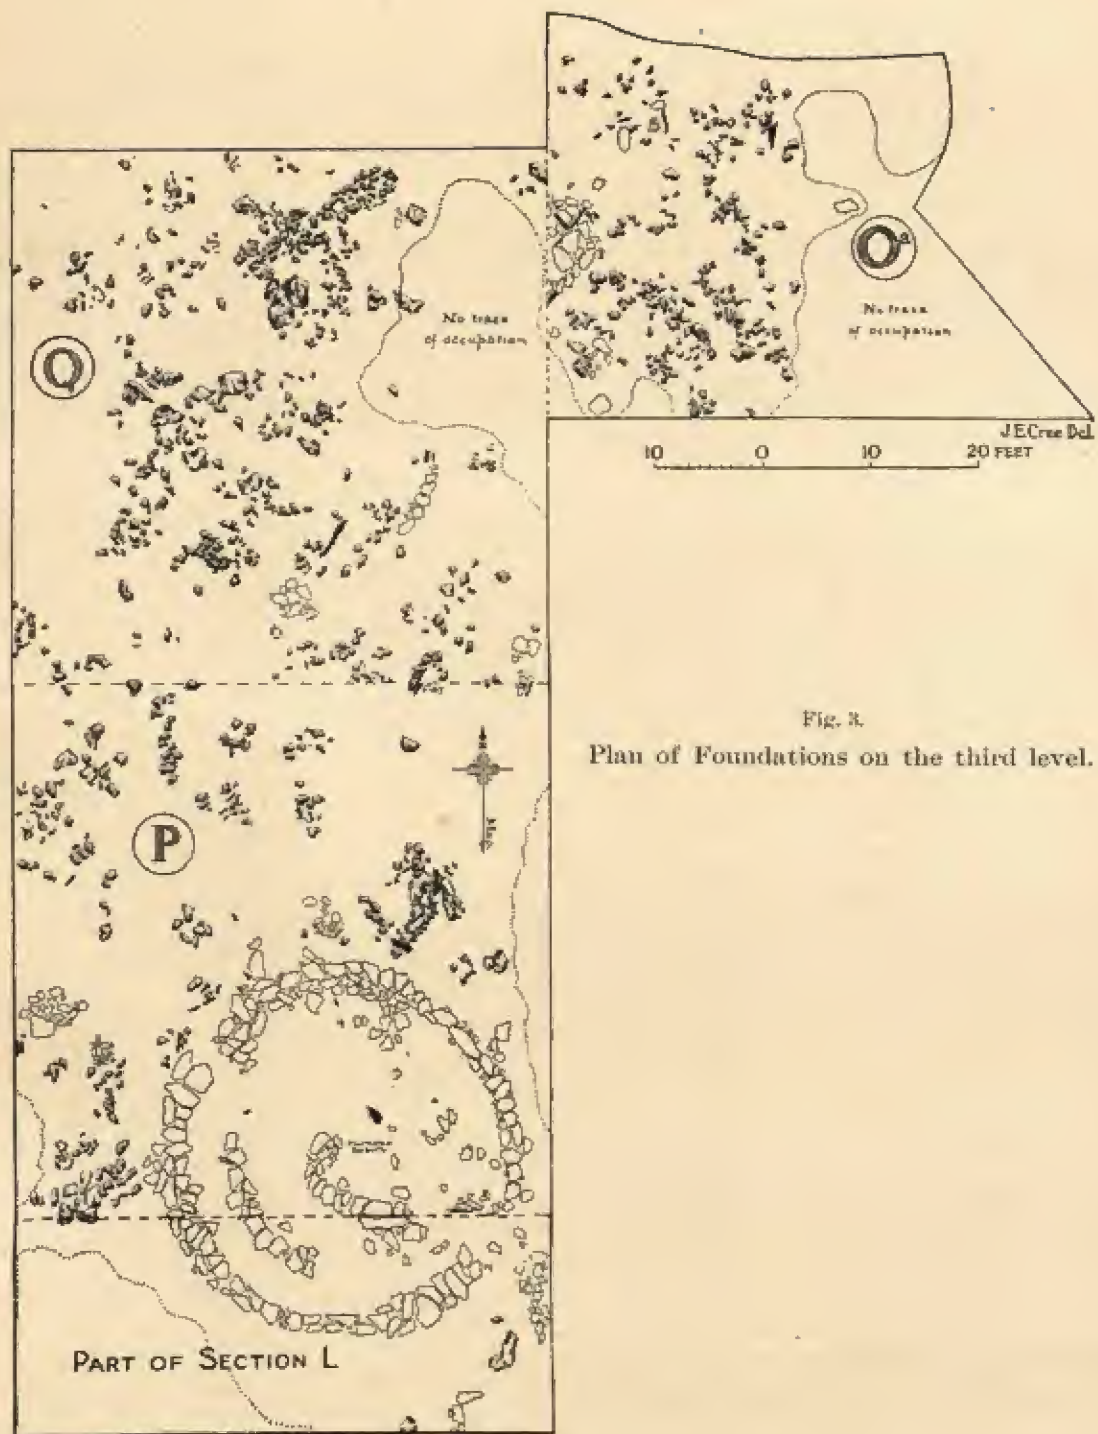 No trace
of occupation
Q
Qª
No trace
of occupation
J.E.Cree Del.
10 0 10 20 FEET
Fig. 3.
Plan of Foundations on the third level.
P
PART OF SECTION L